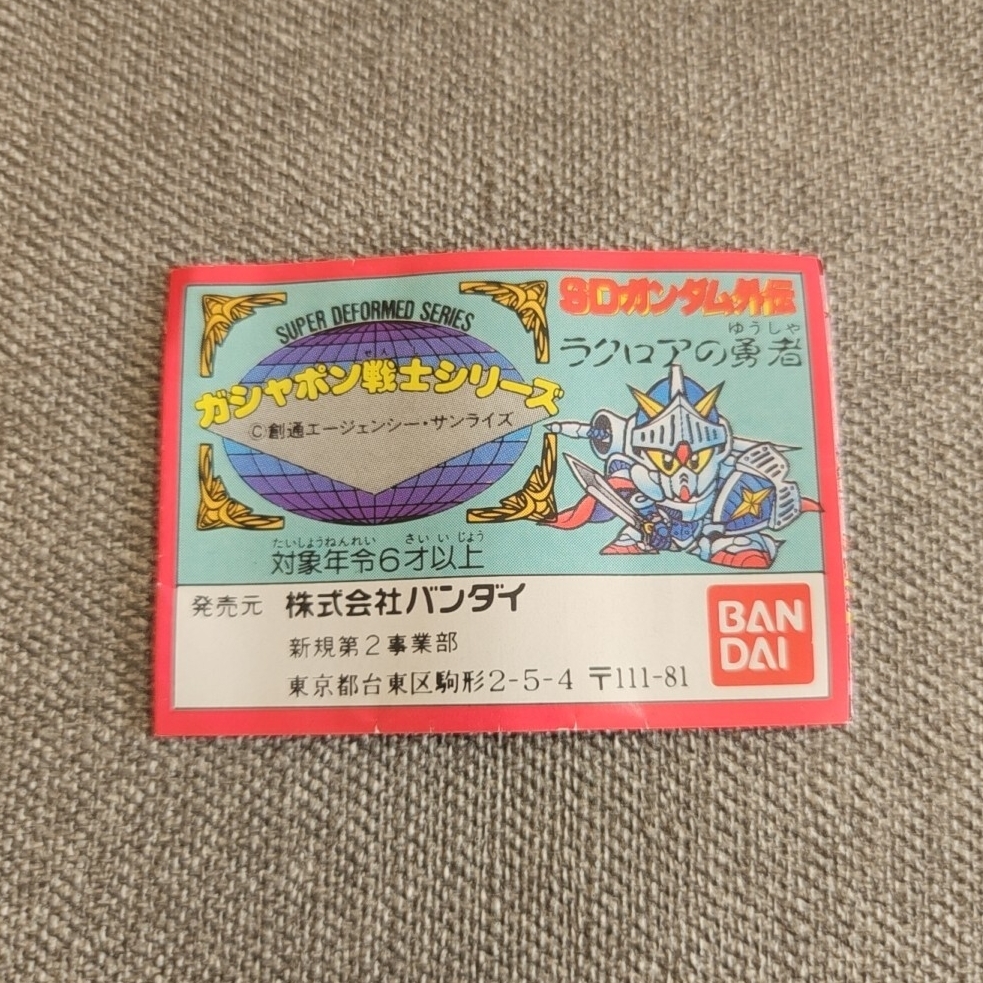 SUPER DEFORMED SERIES
せんし
ガシャポン戦士シリーズ
©創通エージェンシー・サンライズ
たいしょうねんれい さいいじょう
対象年令6才以上
SDガンダム外伝
ゆうしゃ
ラクロアの勇者
発売元 株式会社バンダイ
新規第2事業部
東京都台東区駒形2-5-4 〒111-81
BAN
DAI